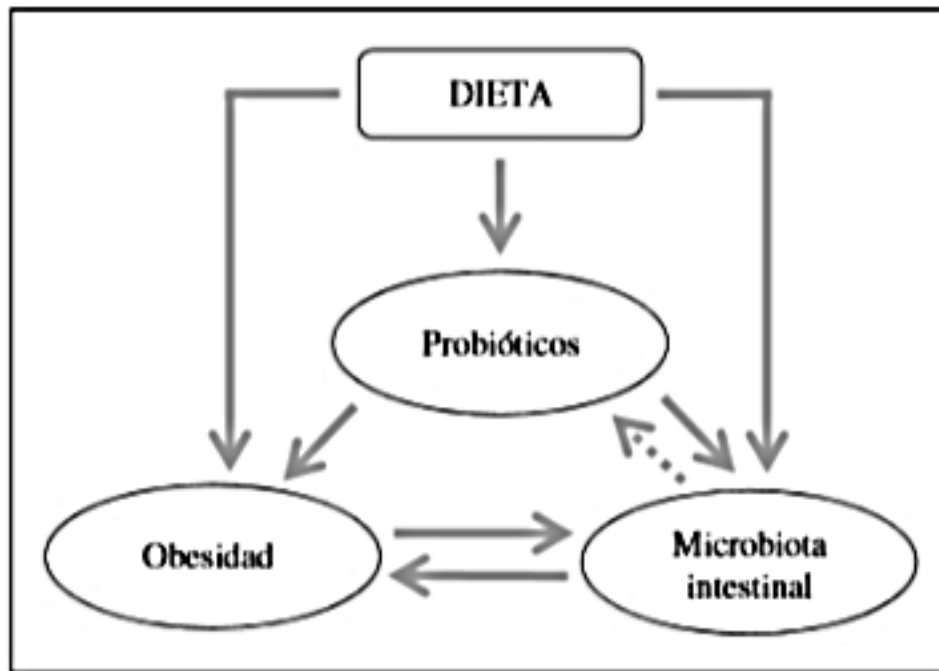 DIETA
Probióticos
Obesidad
Microbiota
intestinal